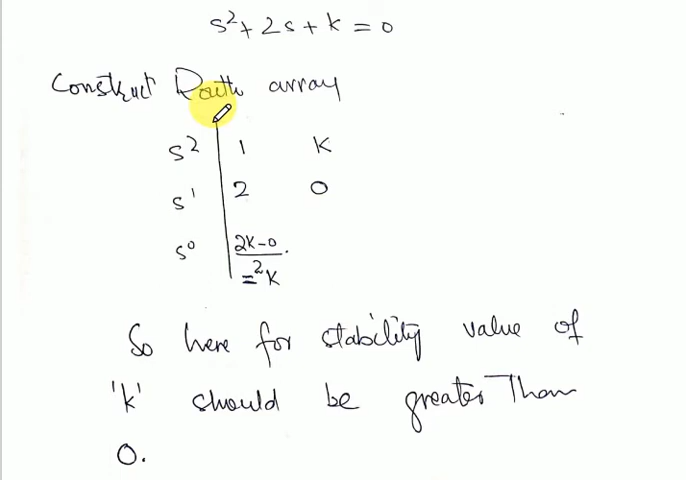 s² + 2s + k = 0
Construct Routh array
s² | 1 K
s¹ | 2 0
s⁰ | (2K-0)/2
= K
So here for stability value of
'k' should be greater than
0.